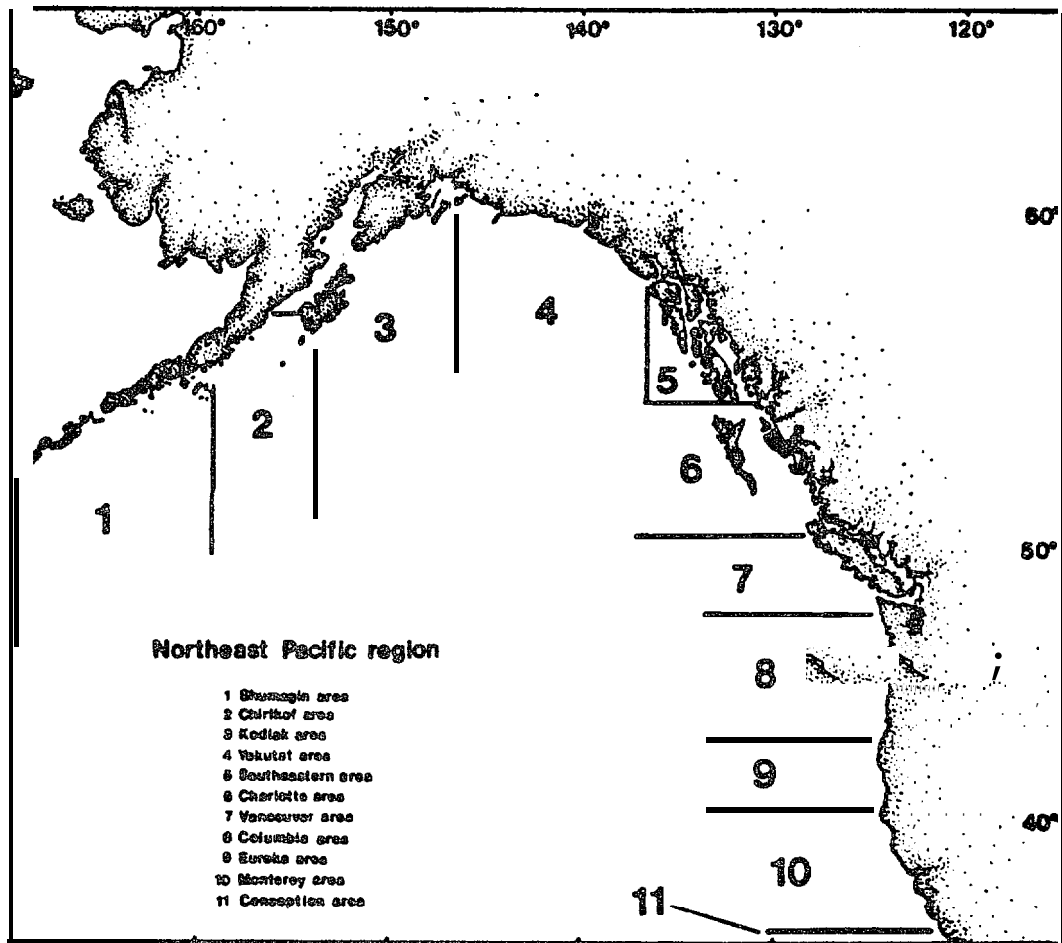 160° 150° 140° 130° 120°
60°
3 4
5
2
6
1
50°
7
Northeast Pacific region
8
1 Shumagin area
2 Chirikof area
3 Kodiak area
4 Yakutat area
5 Southeastern area
6 Charlotte area
7 Vancouver area
8 Columbia area
9 Eureka area
10 Monterey area
11 Conception area
9
40°
10
11